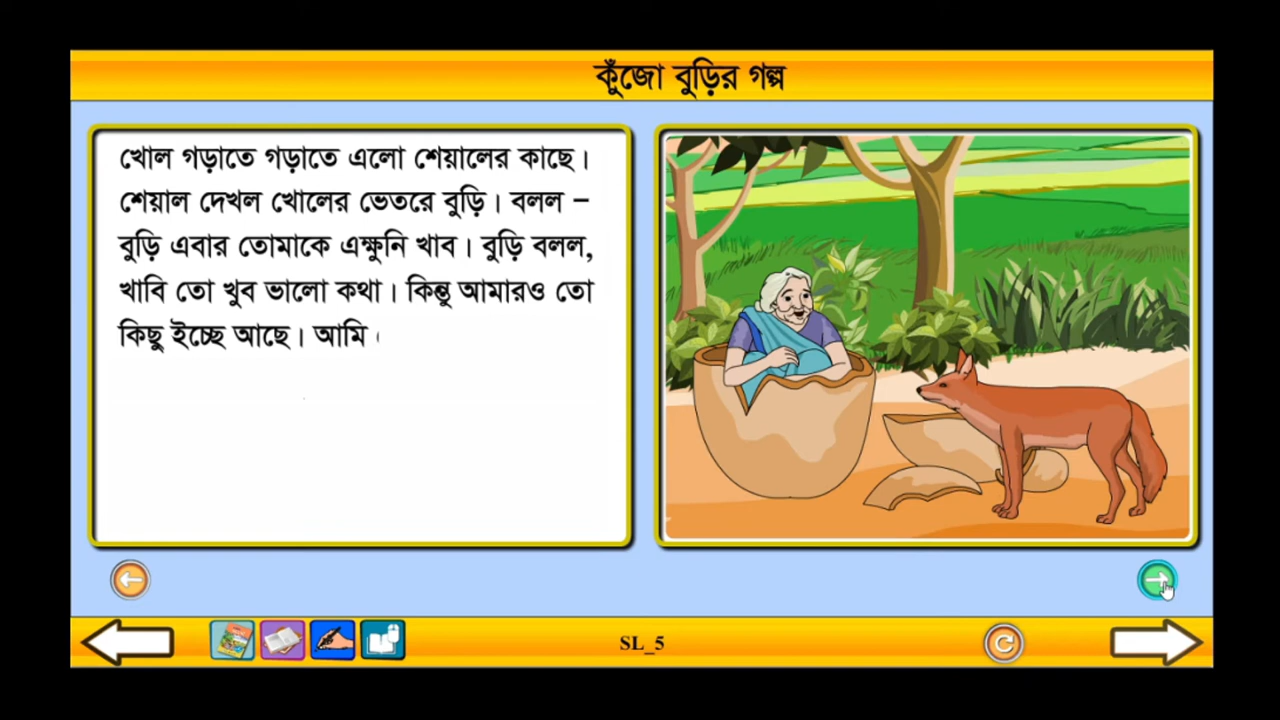 কুঁজো বুড়ির গল্প
খোল গড়াতে গড়াতে এলো শেয়ালের কাছে।
শেয়াল দেখল খোলের ভেতরে বুড়ি। বলল –
বুড়ি এবার তোমাকে এক্ষুনি খাব। বুড়ি বলল,
খাবি তো খুব ভালো কথা। কিন্তু আমারও তো
কিছু ইচ্ছে আছে। আমি
SL_5